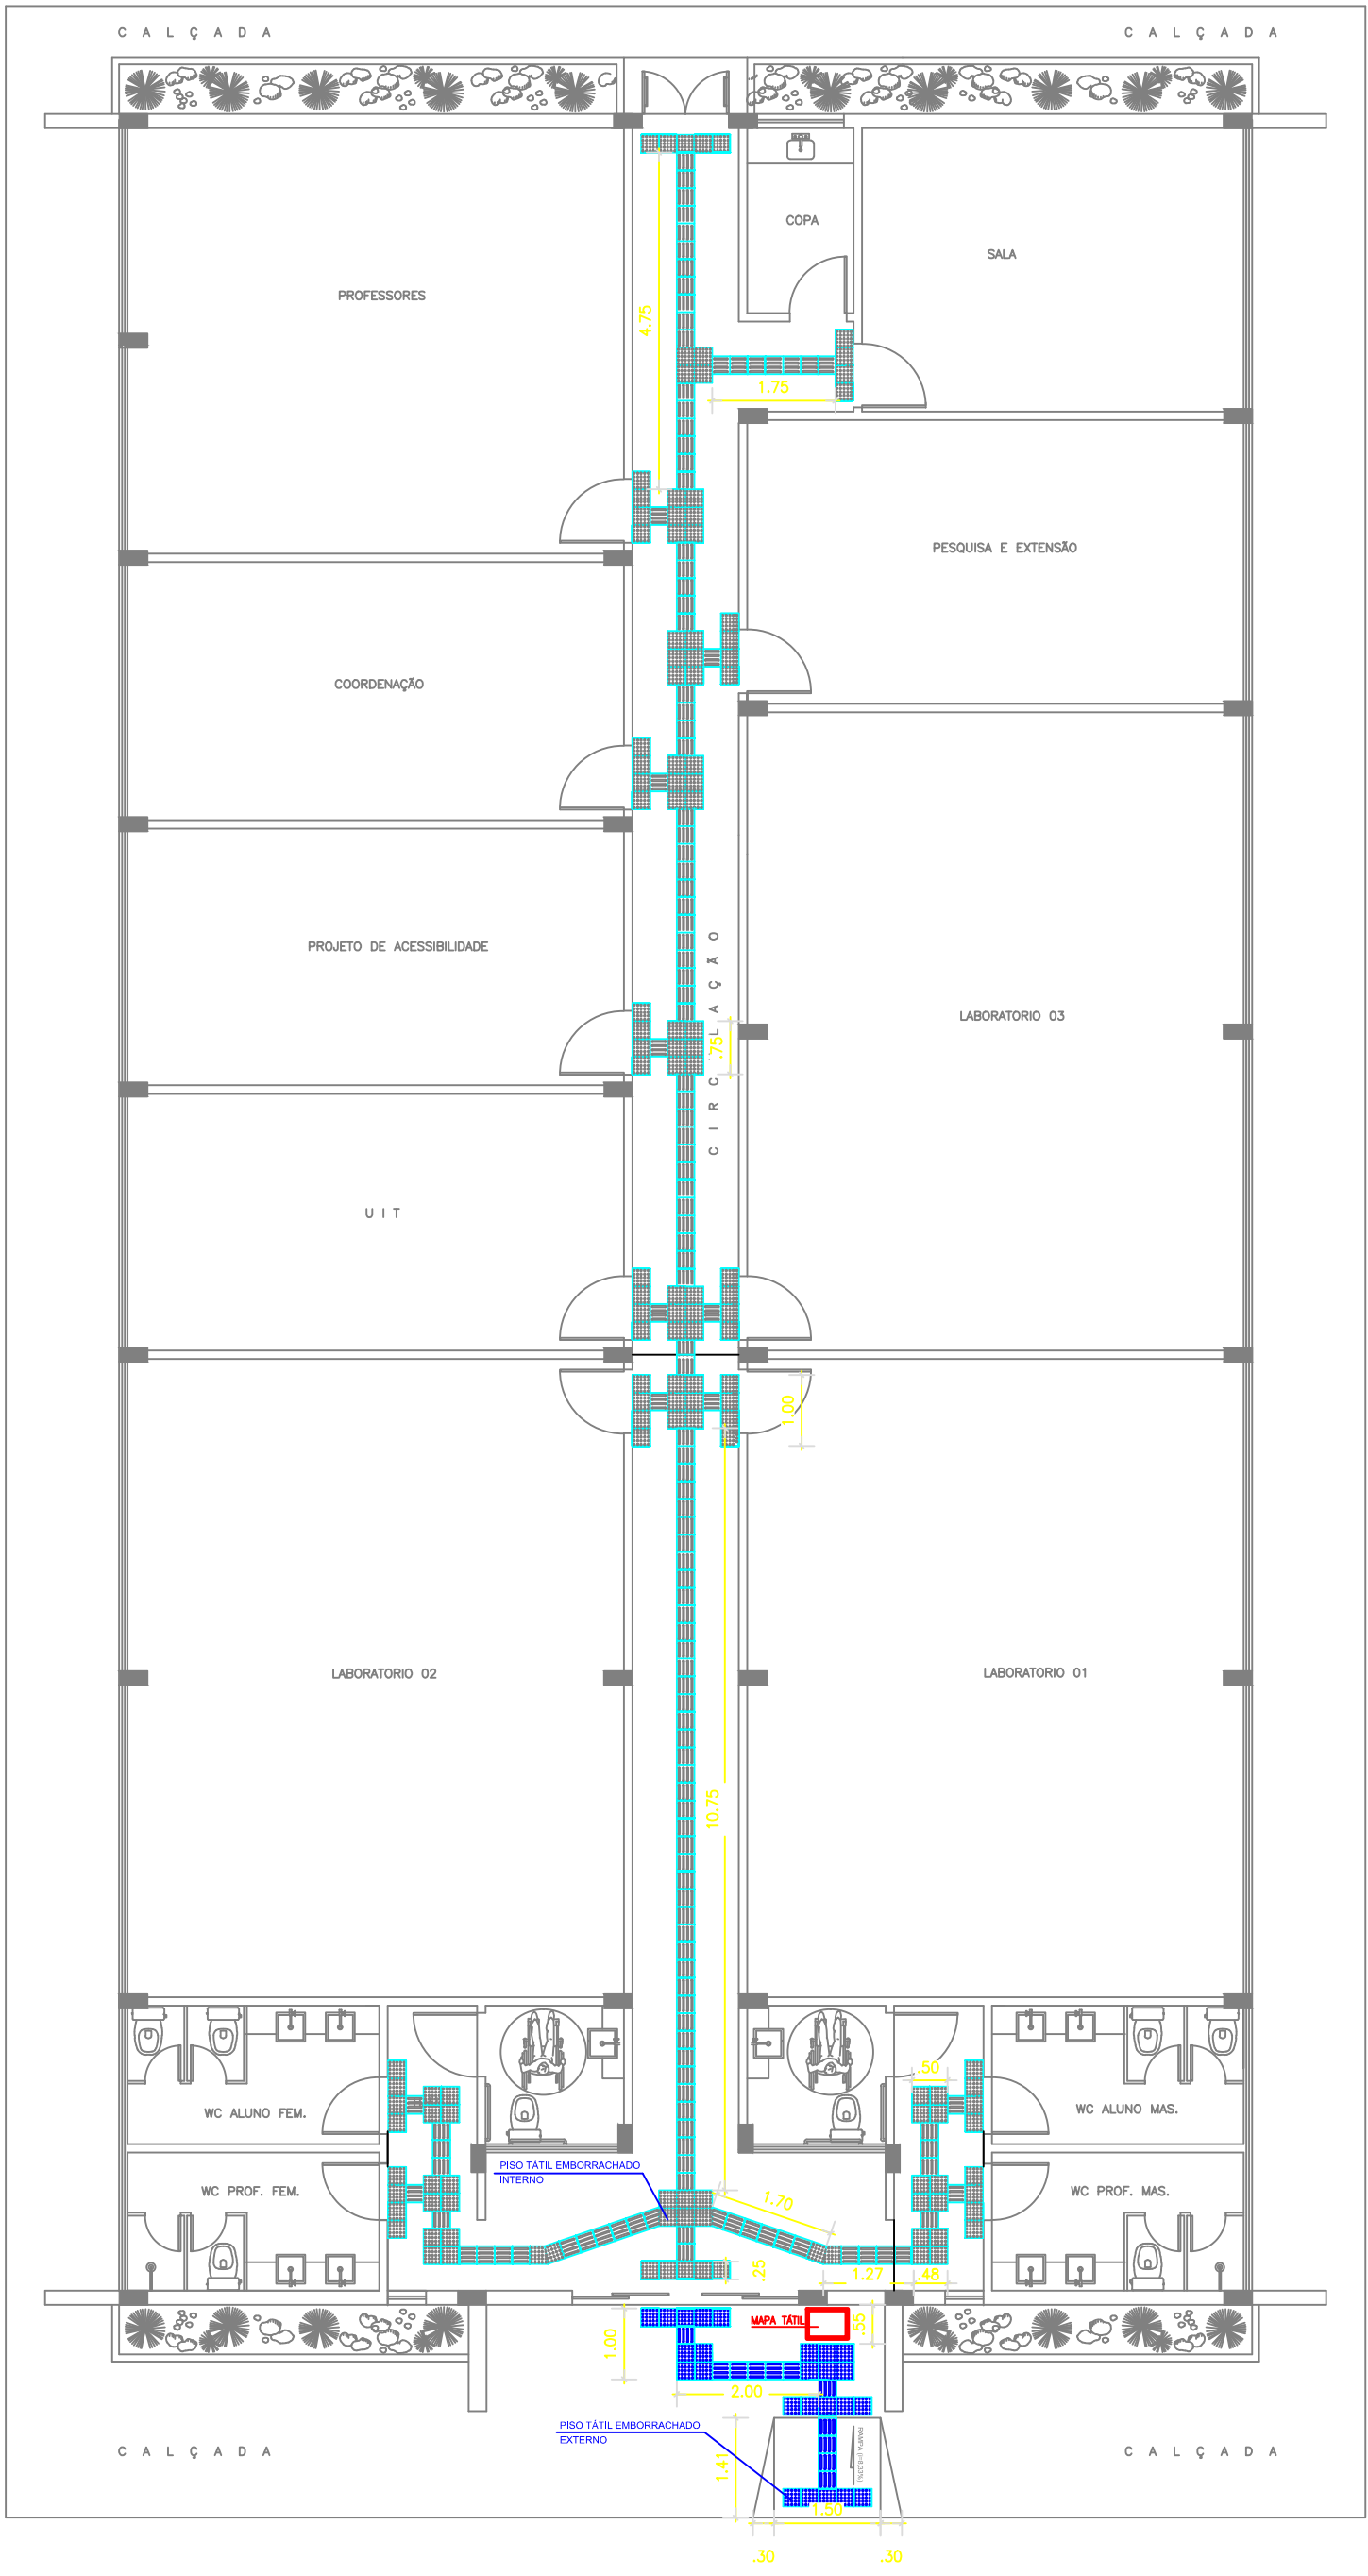 C A L Ç A D A
C A L Ç A D A
COPA
SALA
PROFESSORES
4.75
1.75
PESQUISA E EXTENSÃO
COORDENAÇÃO
PROJETO DE ACESSIBILIDADE
C I R C L A Ç Ã O
LABORATORIO 03
.75
U I T
1.00
LABORATORIO 02
LABORATORIO 01
10.75
.50
WC ALUNO FEM.
WC ALUNO MAS.
PISO TÁTIL EMBORRACHADO
INTERNO
WC PROF. FEM.
WC PROF. MAS.
1.70
.25
1.27
.48
MAPA TÁTIL
.55
1.00
2.00
PISO TÁTIL EMBORRACHADO
EXTERNO
RAMPA (i=8.33%)
C A L Ç A D A
C A L Ç A D A
1.41
1.50
.30
.30